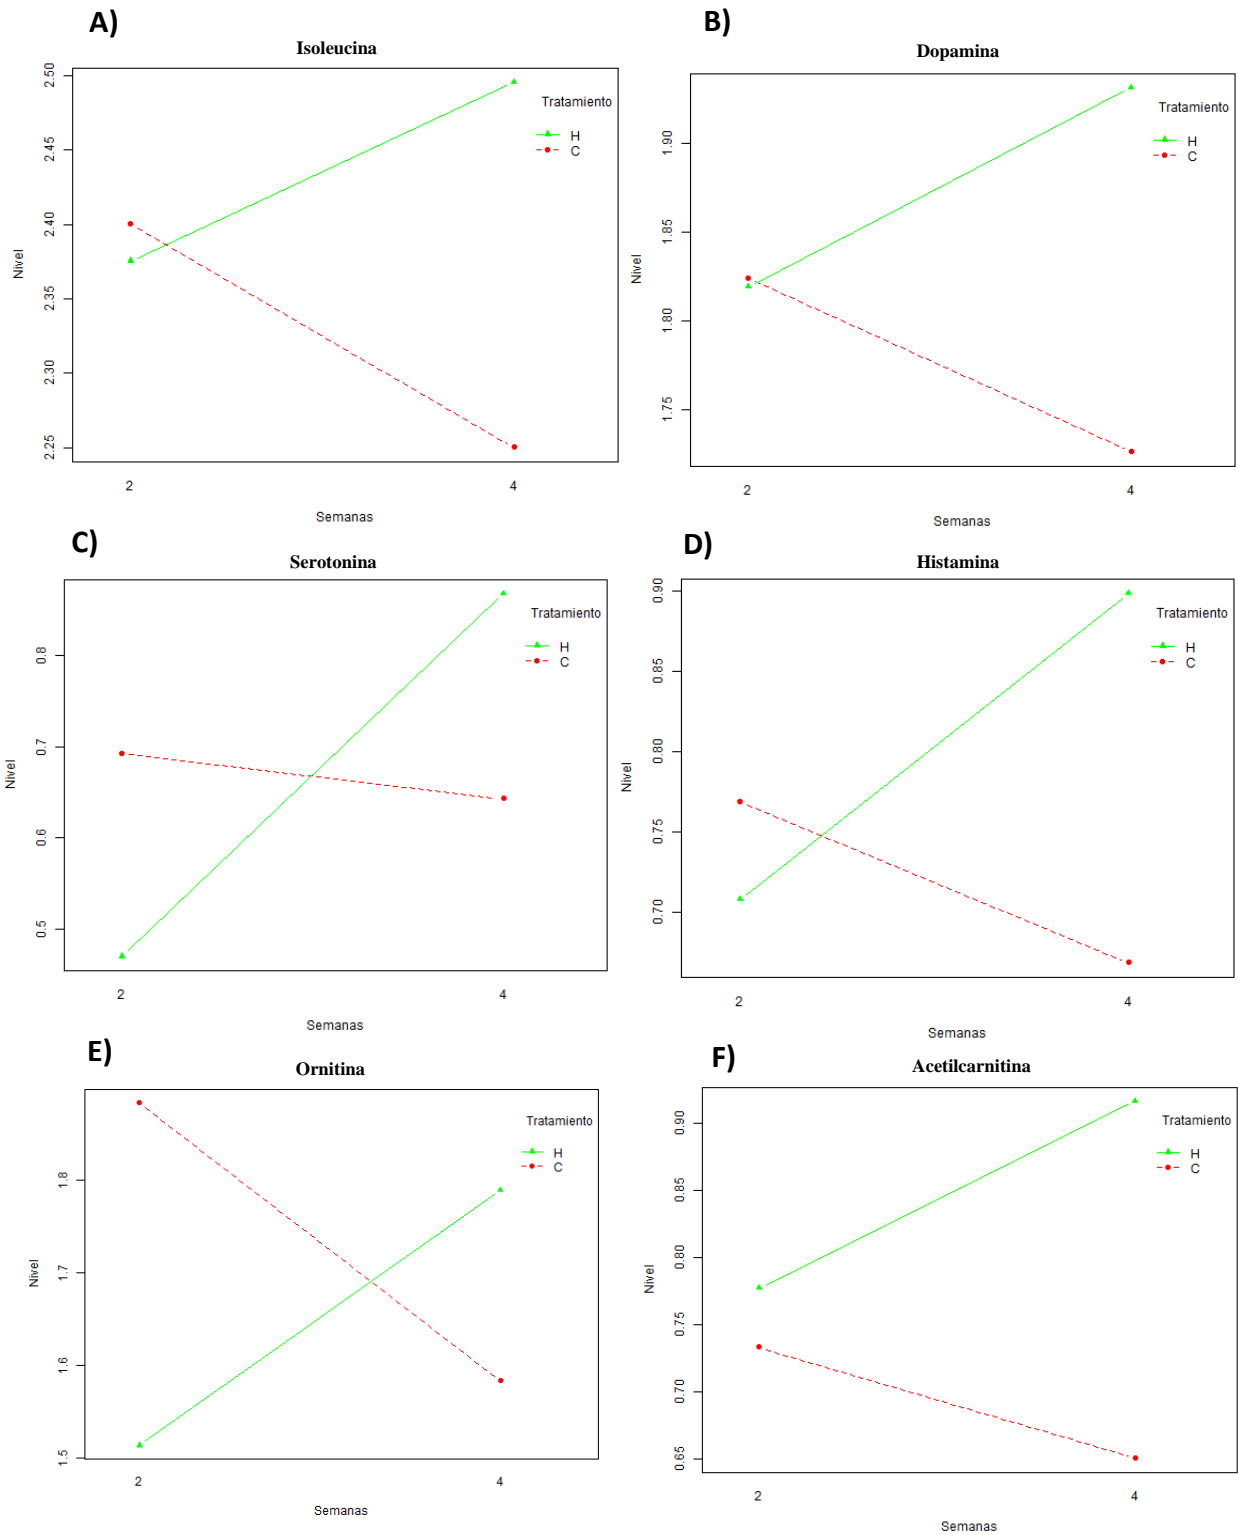 A)
Isoleucina
Nivel
2.50
2.45
2.40
2.35
2.30
2.25
Tratamiento
H
C
2 4
Semanas
B)
Dopamina
Nivel
1.90
1.85
1.80
1.75
Tratamiento
H
C
2 4
Semanas
C)
Serotonina
Nivel
0.8
0.7
0.6
0.5
Tratamiento
H
C
2 4
Semanas
D)
Histamina
Nivel
0.90
0.85
0.80
0.75
0.70
Tratamiento
H
C
2 4
Semanas
E)
Ornitina
Nivel
1.8
1.7
1.6
1.5
Tratamiento
H
C
2 4
Semanas
F)
Acetilcarnitina
Nivel
0.90
0.85
0.80
0.75
0.70
0.65
Tratamiento
H
C
2 4
Semanas